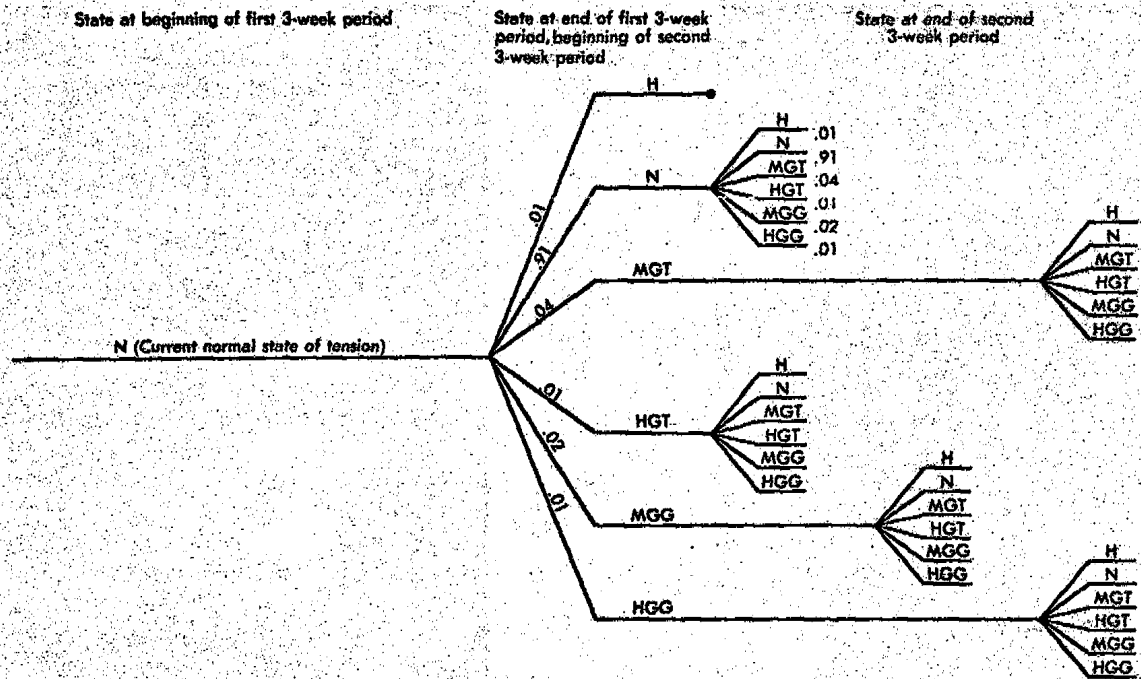 State at beginning of first 3-week period
State at end of first 3-week
period, beginning of second
3-week period
State at end of second
3-week period
H
N
H
.01
N
.91
MGT
.04
HGT
.01
MGG
.02
HGG
.01
.01
.91
.04
MGT
H
N
MGT
HGT
MGG
HGG
N (Current normal state of tension)
.01
HGT
H
N
MGT
HGT
MGG
HGG
.02
MGG
H
N
MGT
HGT
MGG
HGG
.01
HGG
H
N
MGT
HGT
MGG
HGG